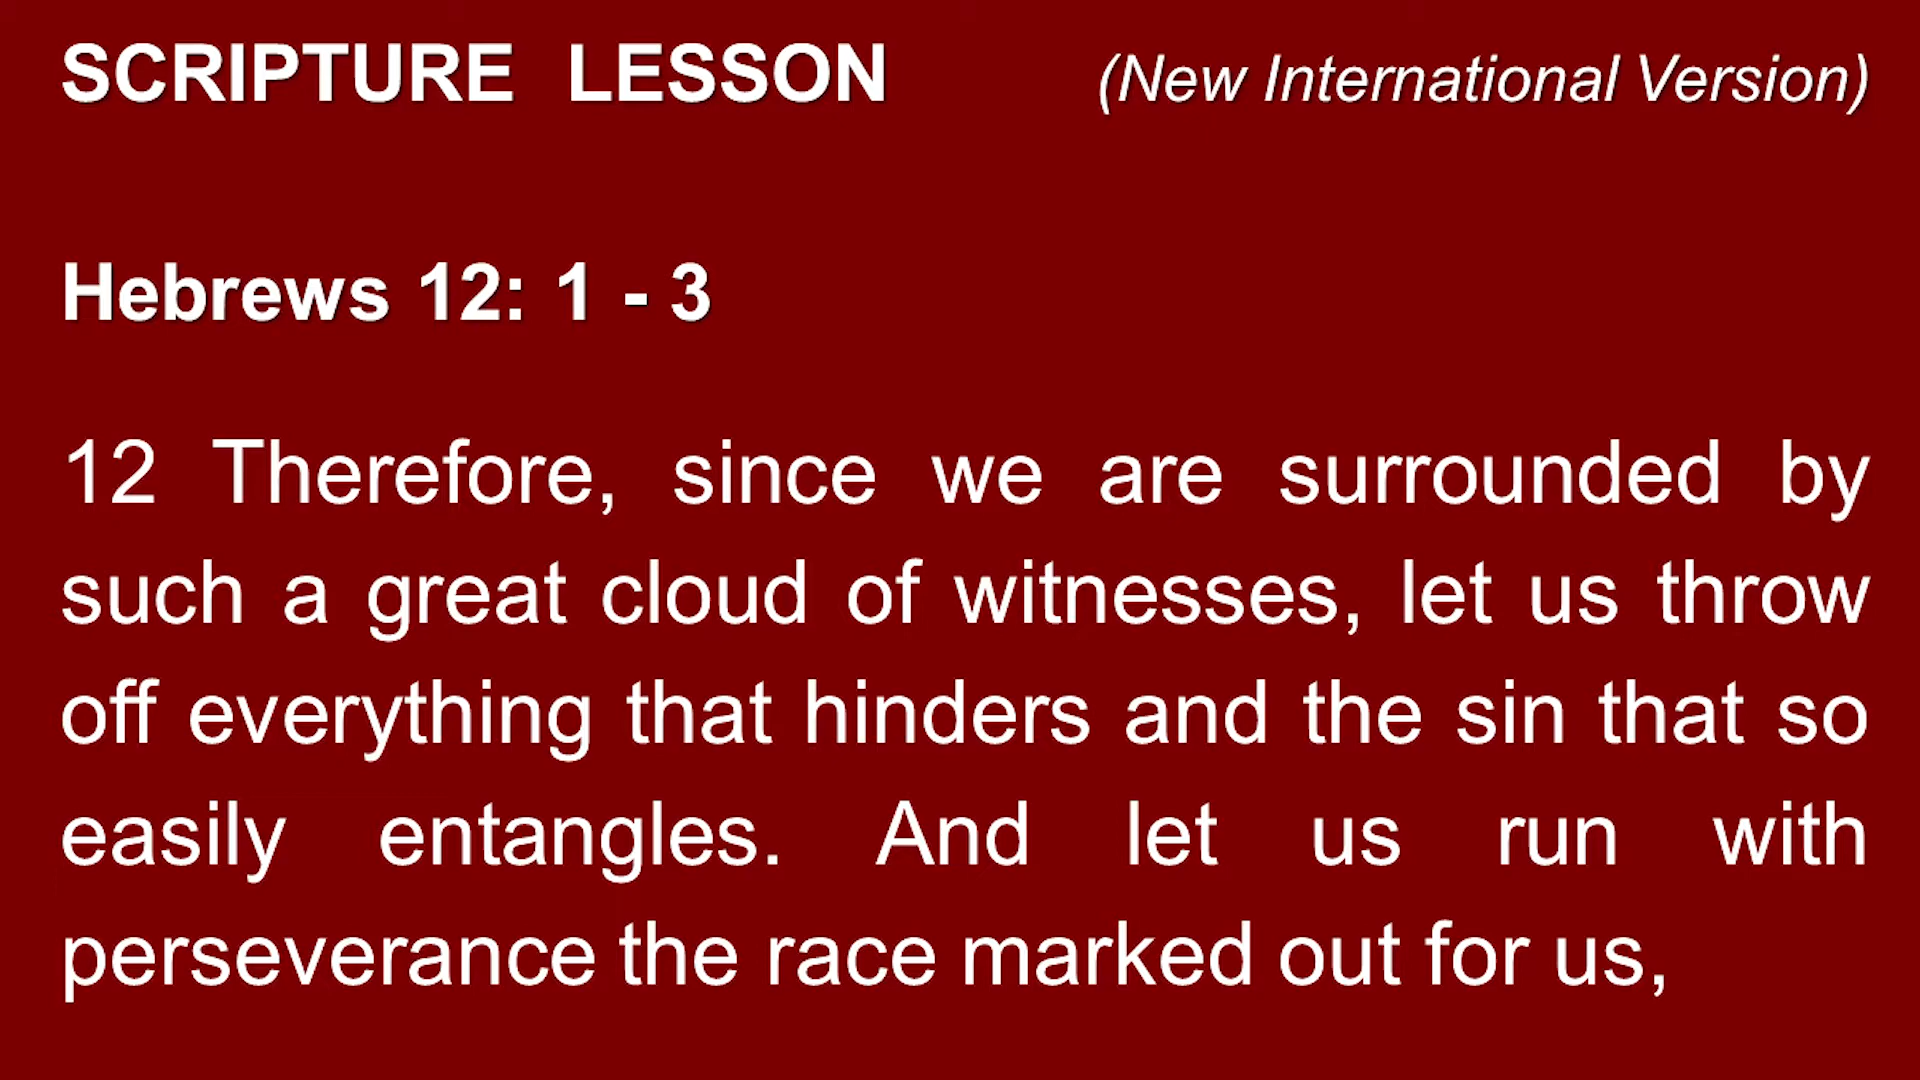 SCRIPTURE LESSON (New International Version)
Hebrews 12: 1 - 3
12 Therefore, since we are surrounded by
such a great cloud of witnesses, let us throw
off everything that hinders and the sin that so
easily entangles. And let us run with
perseverance the race marked out for us,